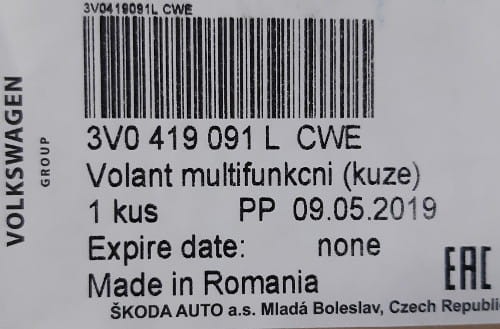 3V0419091L CWE
VOLKSWAGEN
GROUP
3V0 419 091 L CWE
Volant multifunkcni (kuze)
1 kus PP 09.05.2019
Expire date: none
Made in Romania
EAC
ŠKODA AUTO a.s. Mladá Boleslav, Czech Republic